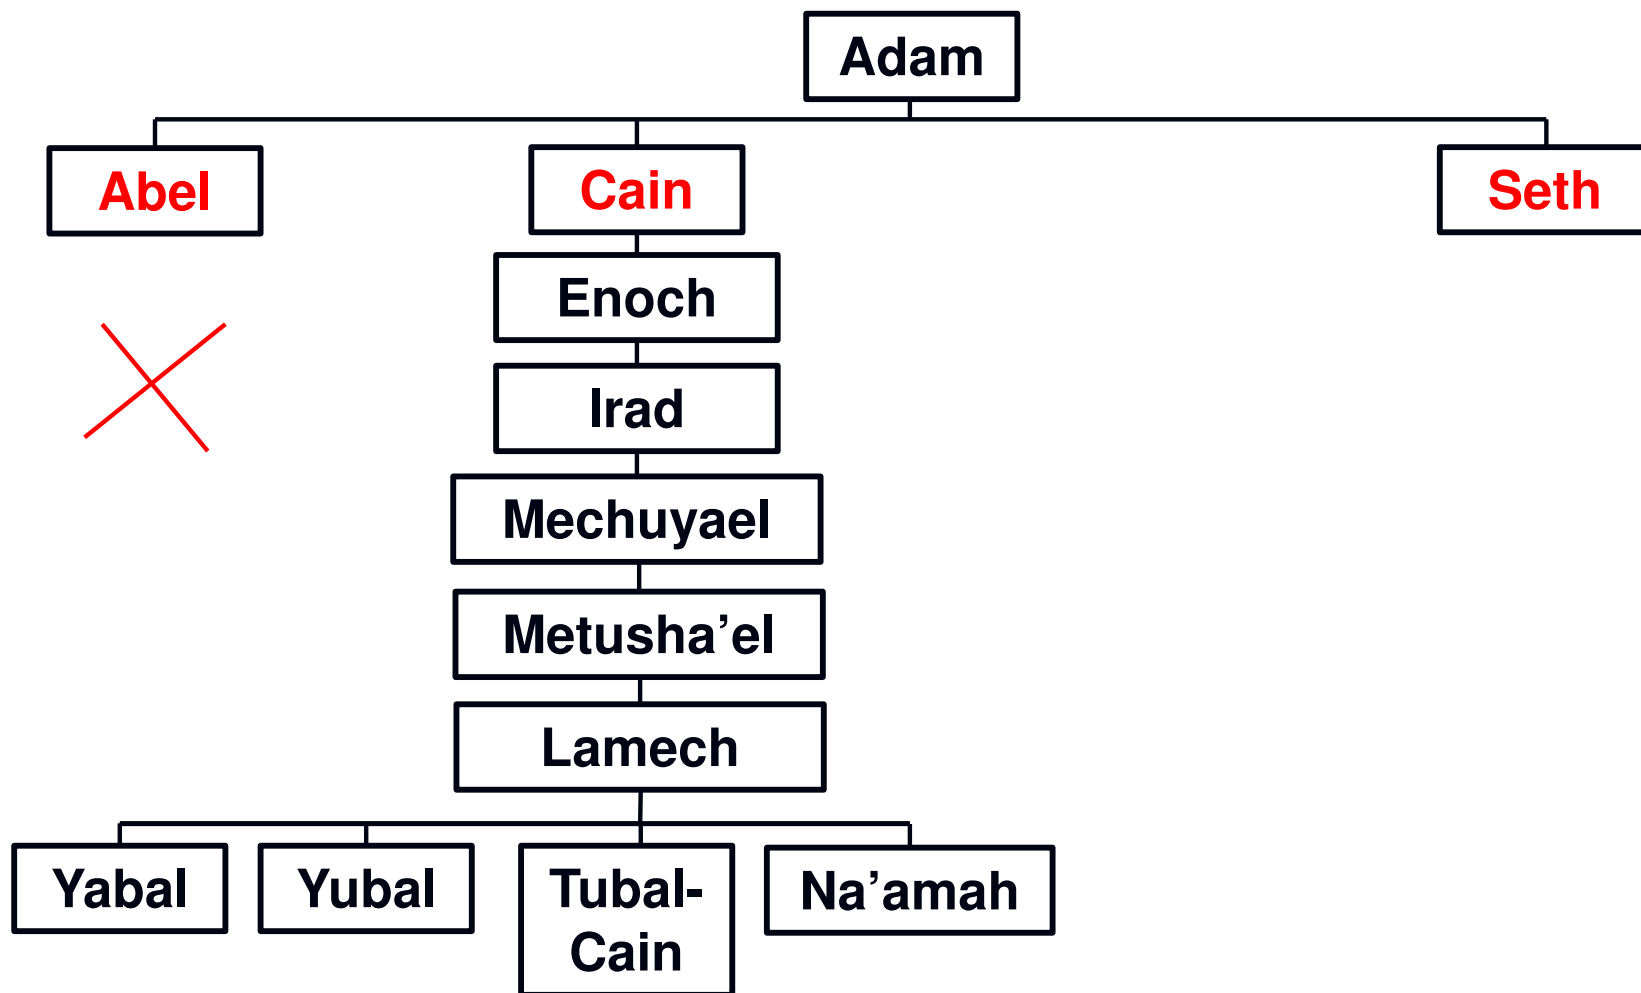 Adam
Abel
Cain
Seth
Enoch
Irad
Mechuyael
Metusha’el
Lamech
Yabal
Yubal
Tubal-
Cain
Na’amah